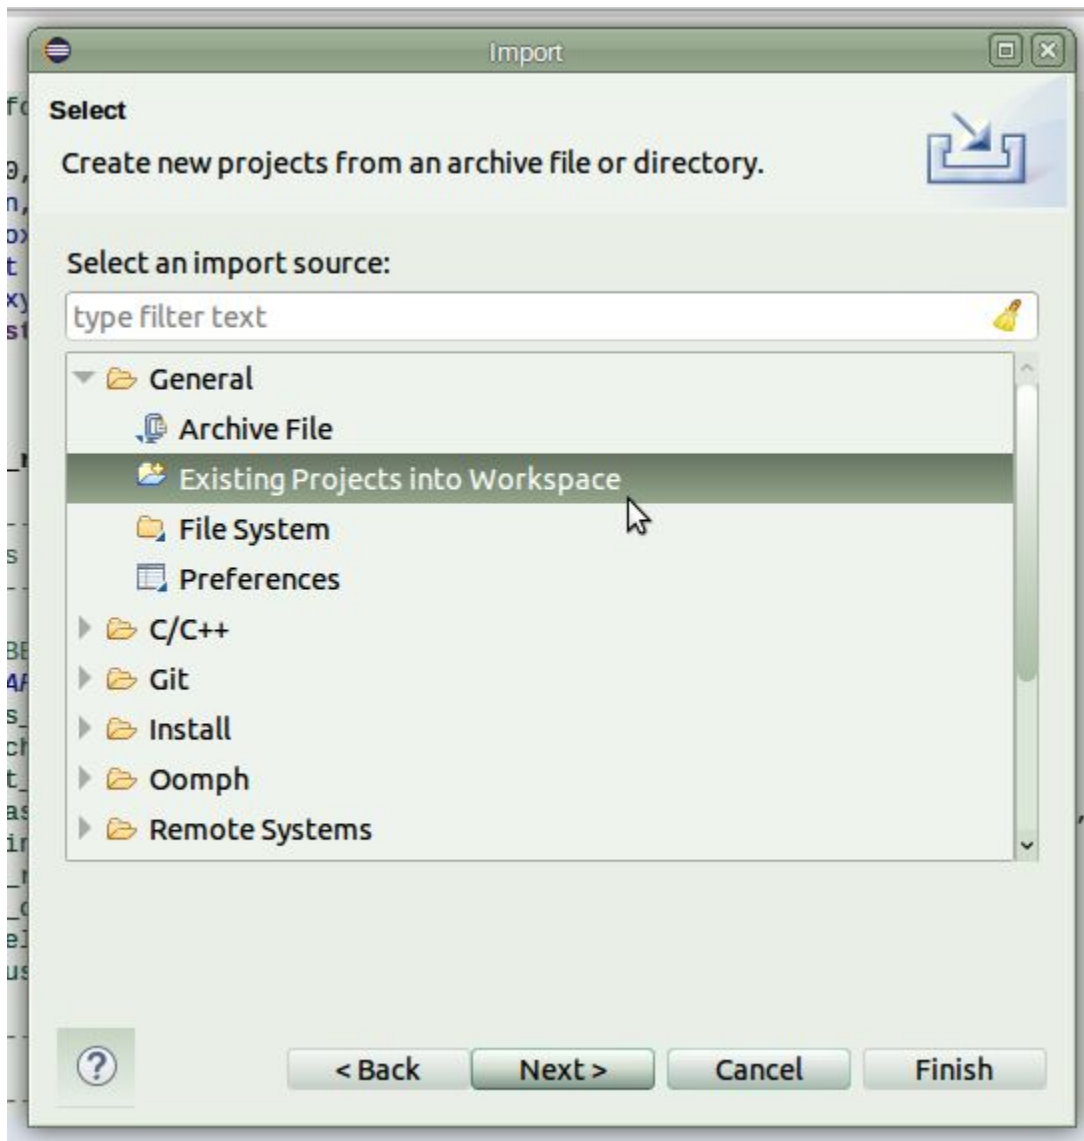 Import
Select
Create new projects from an archive file or directory.
Select an import source:
type filter text
General
Archive File
Existing Projects into Workspace
File System
Preferences
C/C++
Git
Install
Oomph
Remote Systems
< Back Next > Cancel Finish